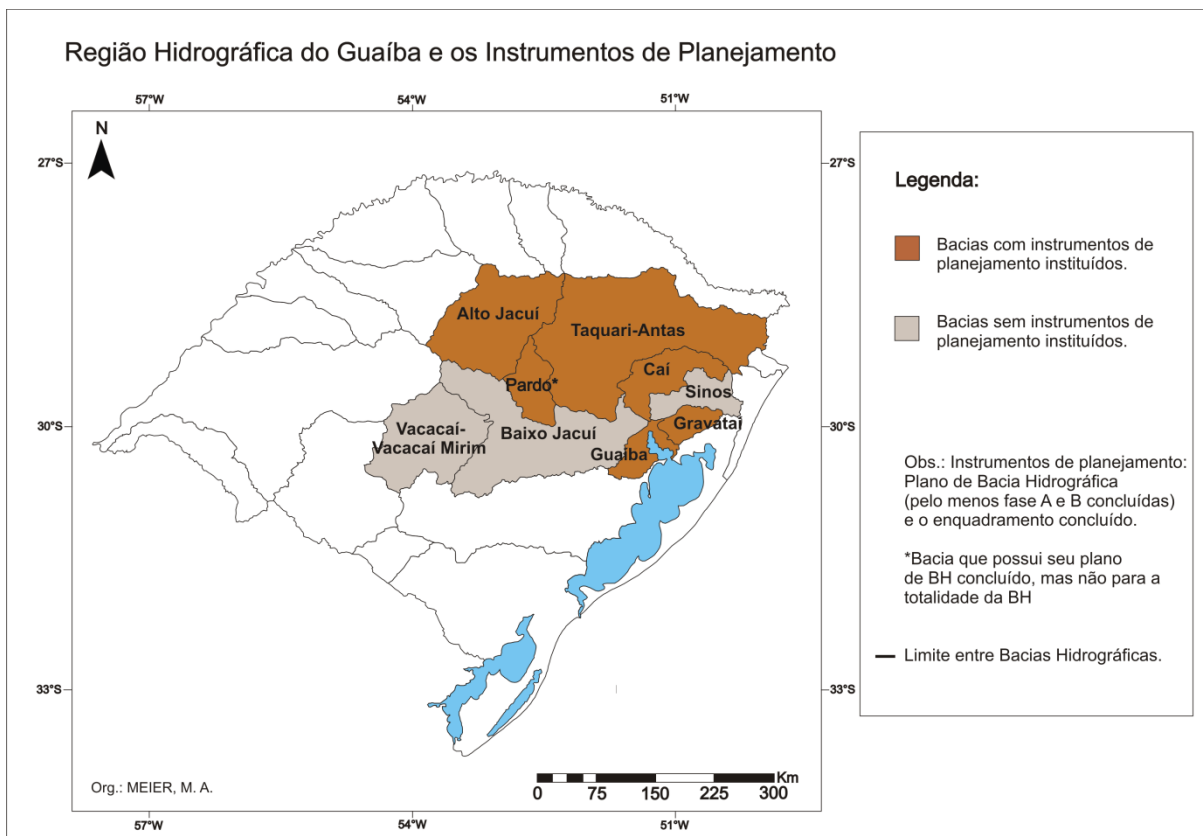 Região Hidrográfica do Guaíba e os Instrumentos de Planejamento
57°W
54°W
51°W
N
27°S
27°S
Alto Jacuí
Taquari-Antas
Caí
Pardo*
Sinos
Gravataí
Vacacaí-
Vacacaí Mirim
Baixo Jacuí
Guaíba
30°S
30°S
33°S
33°S
Org.: MEIER, M. A.
Km
0
75
150
225
300
57°W
54°W
51°W
Legenda:
Bacias com instrumentos de
planejamento instituídos.
Bacias sem instrumentos de
planejamento instituídos.
Obs.: Instrumentos de planejamento:
Plano de Bacia Hidrográfica
(pelo menos fase A e B concluídas)
e o enquadramento concluído.
*Bacia que possui seu plano
de BH concluído, mas não para a
totalidade da BH
Limite entre Bacias Hidrográficas.